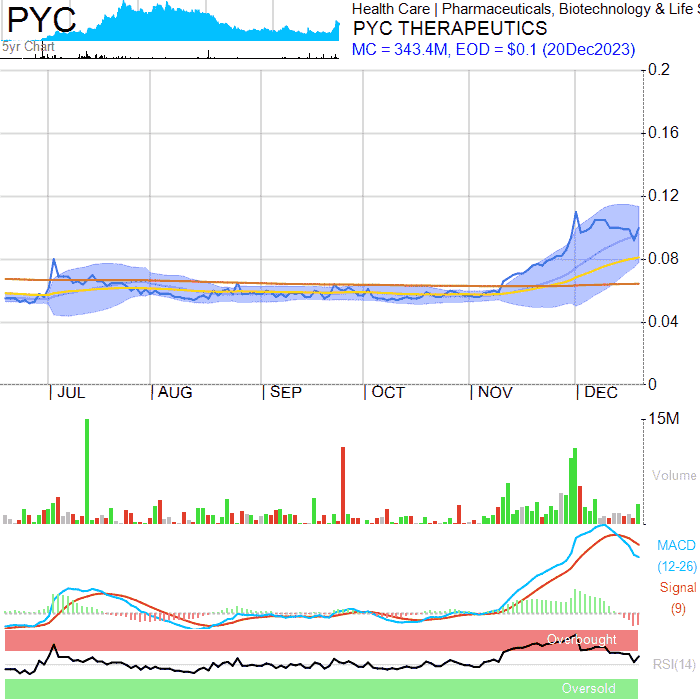 PYC
5yr Chart
Health Care | Pharmaceuticals, Biotechnology & Life S
PYC THERAPEUTICS
MC = 343.4M, EOD = $0.1 (20Dec2023)
0.2
0.16
0.12
0.08
0.04
0
| JUL | AUG | SEP | OCT | NOV | DEC
15M
Volume
MACD
(12-26)
Signal
(9)
Overbought
RSI(14)
Oversold